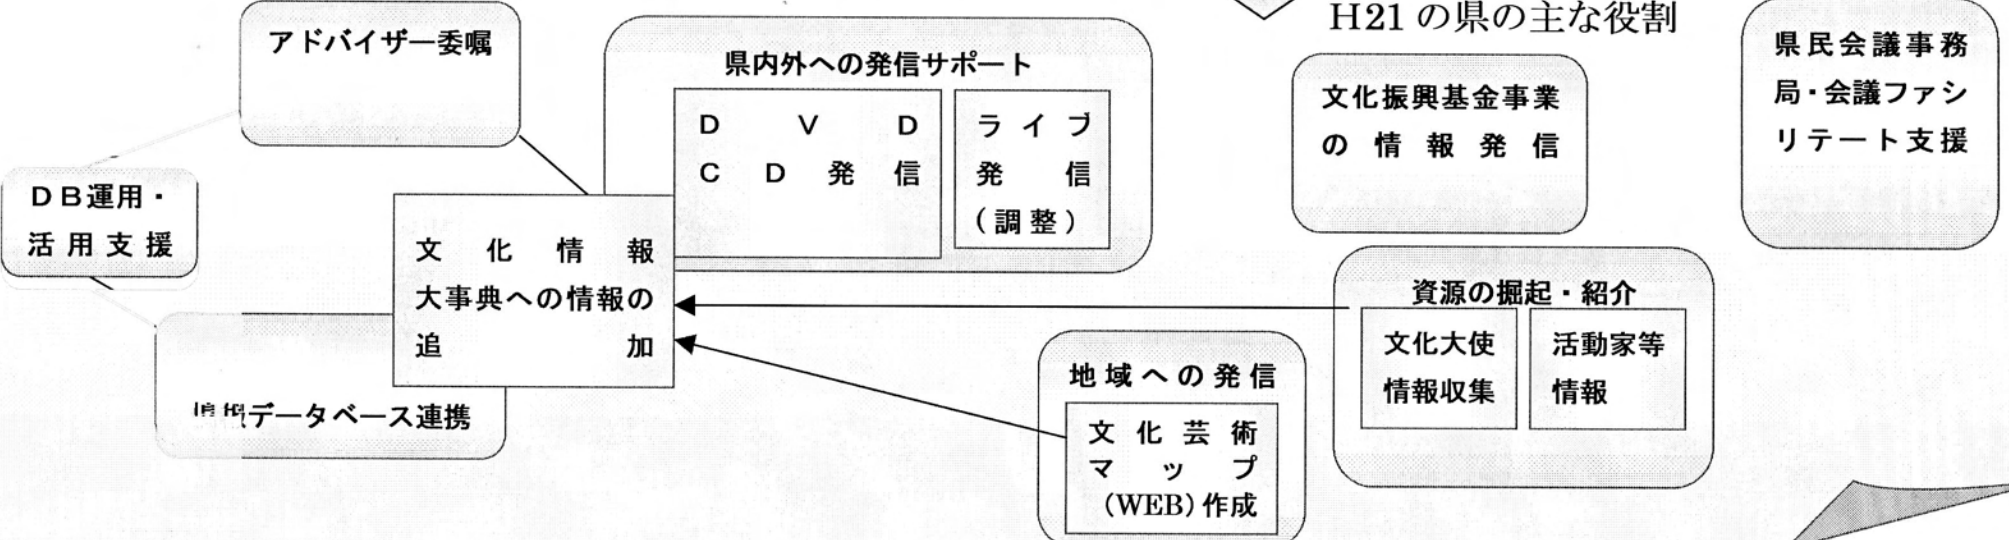 H21の県の主な役割
アドバイザー委嘱
県内外への発信サポート
DVD
CD発信
ライブ
発信
(調整)
文化振興基金事業
の情報発信
県民会議事務
局・会議ファシ
リテート支援
DB運用・
活用支援
文化情報
大事典への情報の
追加
データベース連携
資源の掘起・紹介
文化大使
情報収集
活動家等
情報
地域への発信
文化芸術
マップ
(WEB)作成